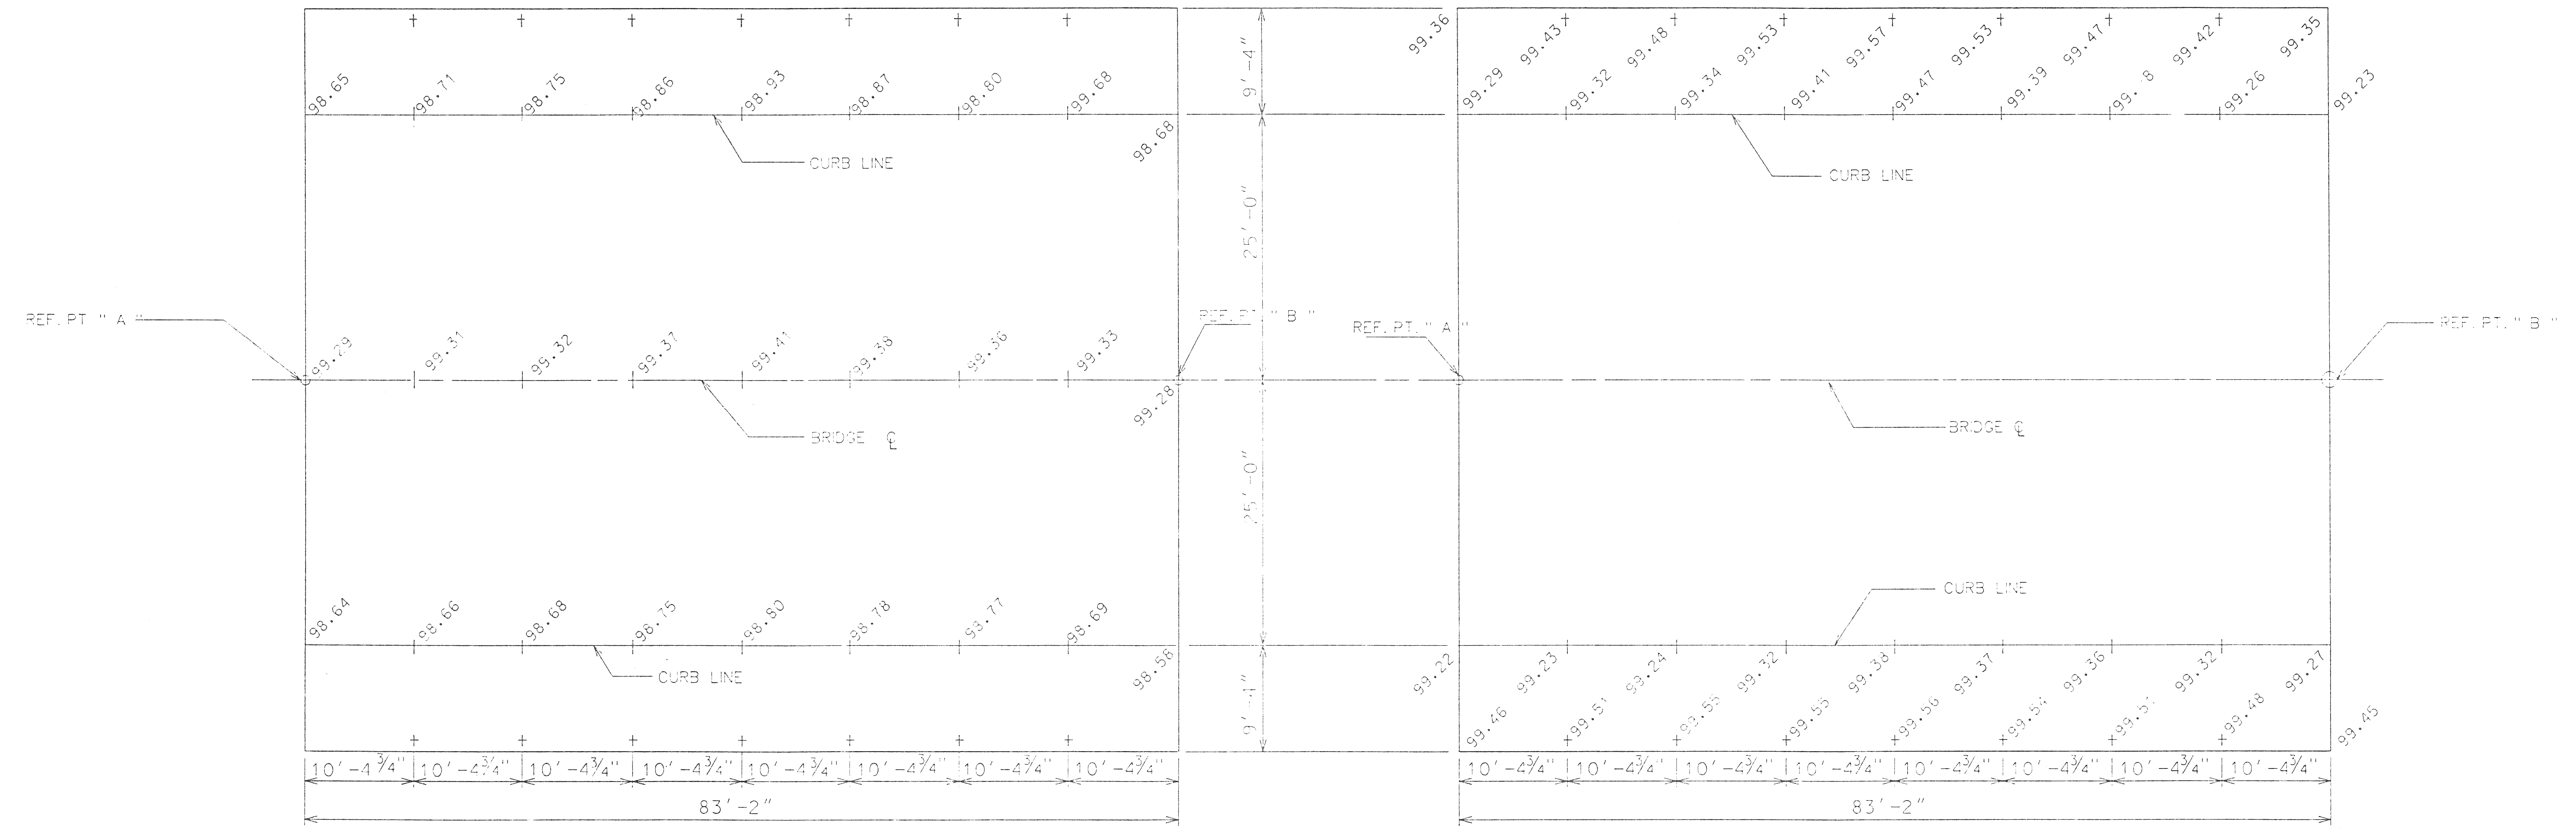 99.36 99.43 99.48 99.53 99.57 99.53 99.47 99.42 99.35
9'-4"
98.65 98.71 98.75 98.86 98.93 98.87 98.80 99.68
99.29 99.32 99.34 99.41 99.47 99.39 99.8 99.26 99.23
98.68
CURB LINE
CURB LINE
25'-0"
REF. PT. "B"
REF. PT "A"
REF. PT. "A"
REF. PT. "B"
99.29 99.31 99.32 99.37 99.41 99.38 99.36 99.33
99.28
BRIDGE ℄
BRIDGE ℄
25'-0"
CURB LINE
98.64 98.66 98.68 98.75 98.80 98.78 93.77 98.69
98.58
CURB LINE
99.22 99.23 99.24 99.32 99.38 99.37 99.36 99.32 99.27
9'-4"
99.46 99.55 99.55 99.56 99.54 99.48 99.45
10'-4¾" 10'-4¾" 10'-4¾" 10'-4¾" 10'-4¾" 10'-4¾" 10'-4¾" 10'-4¾"
10'-4¾" 10'-4¾" 10'-4¾" 10'-4¾" 10'-4¾" 10'-4¾" 10'-4¾" 10'-4¾"
83'-2"
83'-2"